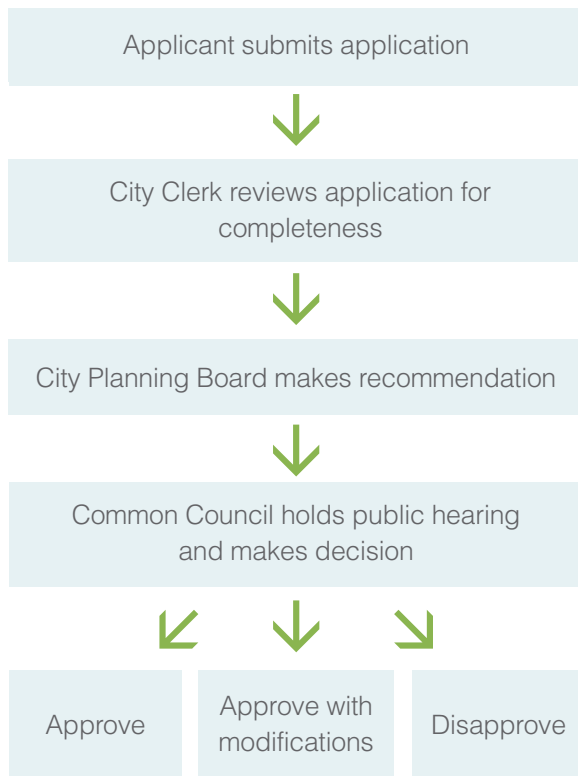 Applicant submits application
City Clerk reviews application for
completeness
City Planning Board makes recommendation
Common Council holds public hearing
and makes decision
Approve
Approve with
modifications
Disapprove